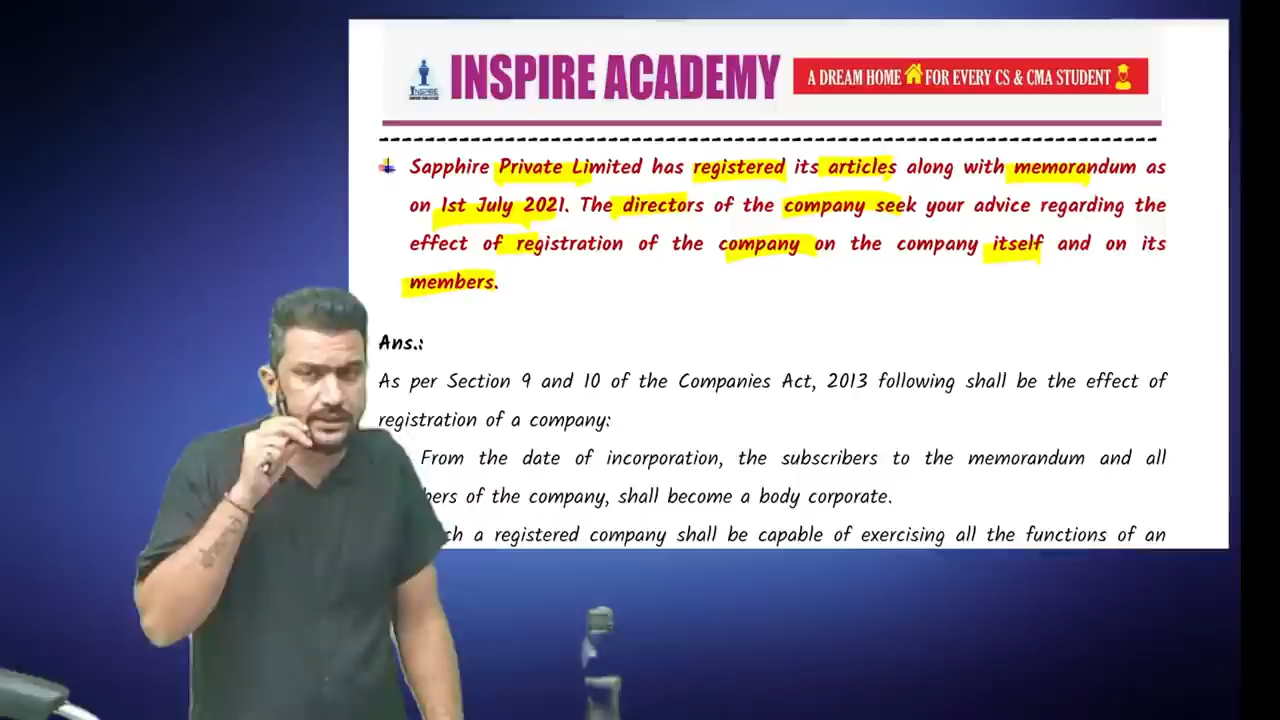 INSPIRE ACADEMY
A DREAM HOME FOR EVERY CS & CMA STUDENT
INSPIRE
Sapphire Private Limited has registered its articles along with memorandum as
on 1st July 2021. The directors of the company seek your advice regarding the
effect of registration of the company on the company itself and on its
members.
Ans.:
As per Section 9 and 10 of the Companies Act, 2013 following shall be the effect of
registration of a company:
From the date of incorporation, the subscribers to the memorandum and all
of the company, shall become a body corporate.
a registered company shall be capable of exercising all the functions of an